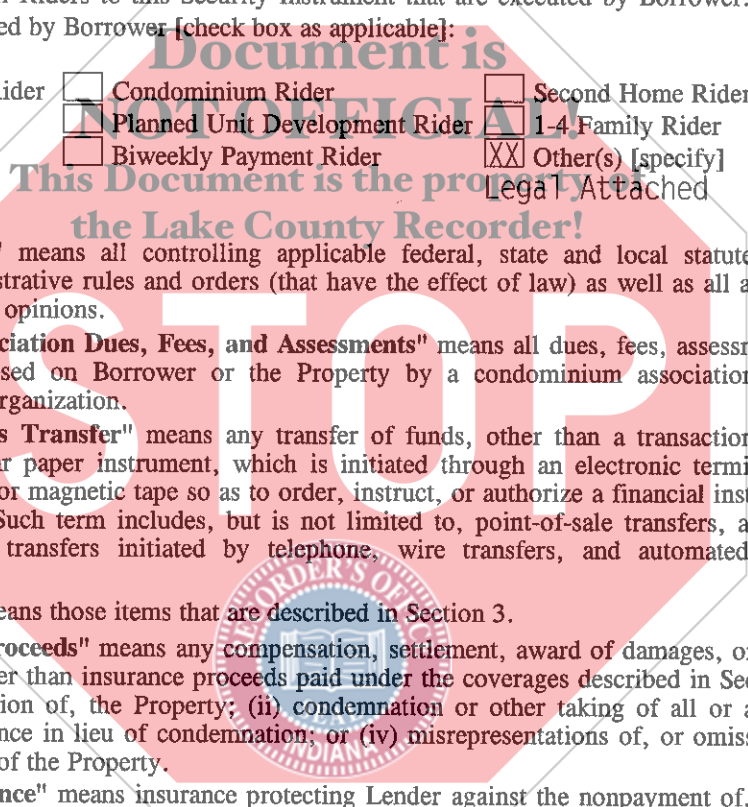 Riders to this Security Instrument that are executed by Borrower.
ed by Borrower [check box as applicable]:
Document is
ider Condominium Rider Second Home Rider
NOT OFFICIAL!
Planned Unit Development Rider 1-4 Family Rider
Biweekly Payment Rider XX Other(s) [specify]
This Document is the property of
Legal Attached
the Lake County Recorder!
" means all controlling applicable federal, state and local statute
strative rules and orders (that have the effect of law) as well as all a
opinions.
ciation Dues, Fees, and Assessments" means all dues, fees, assessm
sed on Borrower or the Property by a condominium association
rganization.
STOP
s Transfer" means any transfer of funds, other than a transaction
r paper instrument, which is initiated through an electronic termi
or magnetic tape so as to order, instruct, or authorize a financial inst
Such term includes, but is not limited to, point-of-sale transfers, a
transfers initiated by telephone, wire transfers, and automated
RECORDER'S OF
eans those items that are described in Section 3.
roceeds" means any compensation, settlement, award of damages, or
er than insurance proceeds paid under the coverages described in Sec
ion of, the Property; (ii) condemnation or other taking of all or a
SEAL
nce in lieu of condemnation; or (iv) misrepresentations of, or omiss
INDIANA
of the Property.
nce" means insurance protecting Lender against the nonpayment of,